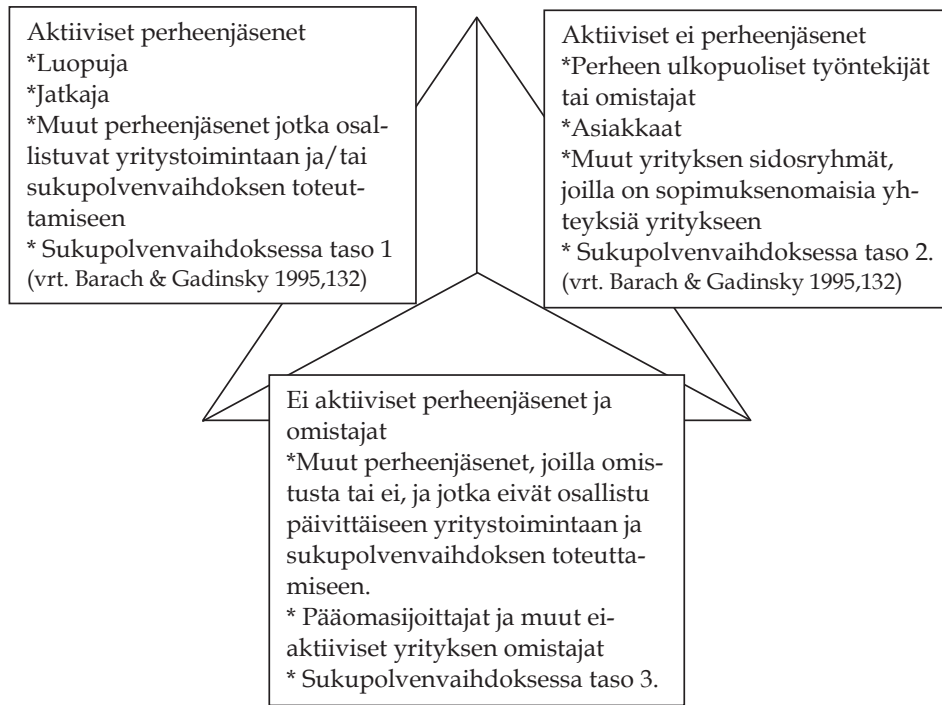 Aktiiviset perheenjäsenet
*Luopuja
*Jatkaja
*Muut perheenjäsenet jotka osal-
listuvat yritystoimintaan ja/tai
sukupolvenvaihdoksen toteut-
tamiseen
* Sukupolvenvaihdoksessa taso 1
(vrt. Barach & Gadinsky 1995,132)
Aktiiviset ei perheenjäsenet
*Perheen ulkopuoliset työntekijät
tai omistajat
*Asiakkaat
*Muut yrityksen sidosryhmät,
joilla on sopimuksenomaisia yh-
teyksiä yritykseen
* Sukupolvenvaihdoksessa taso 2.
(vrt. Barach & Gadinsky 1995,132)
Ei aktiiviset perheenjäsenet ja
omistajat
*Muut perheenjäsenet, joilla omis-
tusta tai ei, ja jotka eivät osallistu
päivittäiseen yritystoimintaan ja
sukupolvenvaihdoksen toteutta-
miseen.
* Pääomasijoittajat ja muut ei-
aktiiviset yrityksen omistajat
* Sukupolvenvaihdoksessa taso 3.